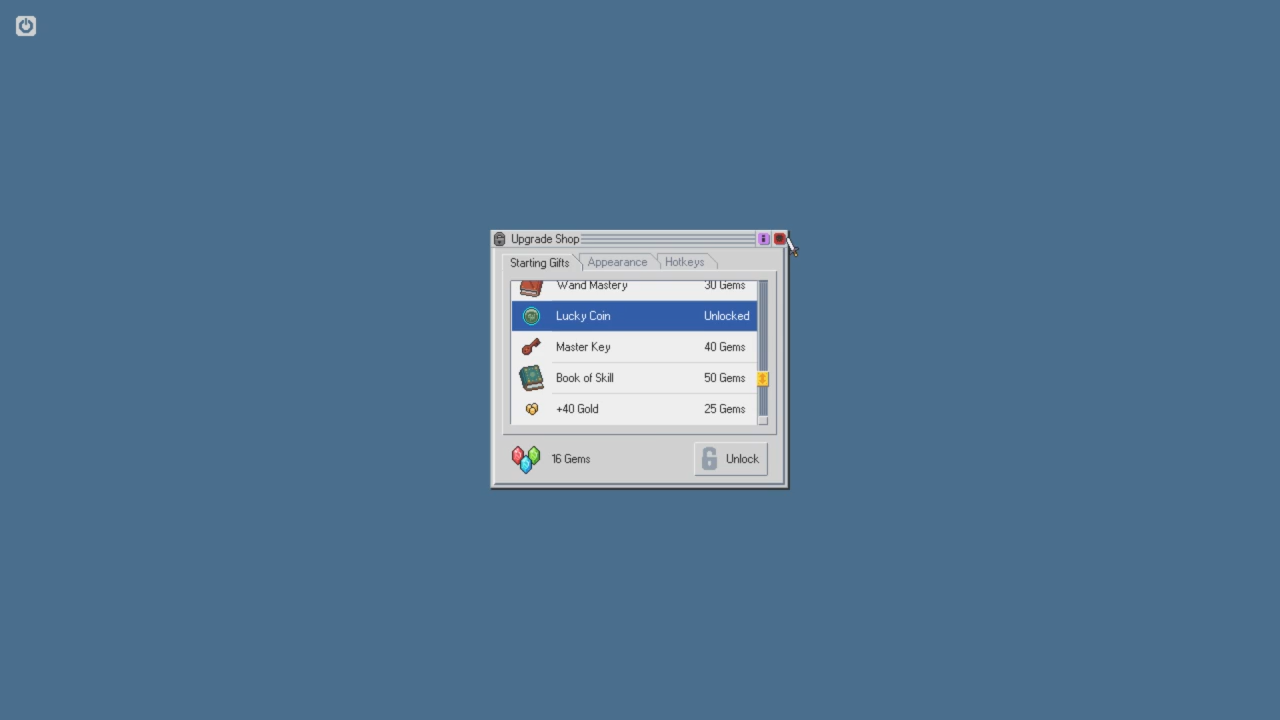 Upgrade Shop
Starting Gifts Appearance Hotkeys
Wand Mastery 30 Gems
Lucky Coin Unlocked
Master Key 40 Gems
Book of Skill 50 Gems
+40 Gold 25 Gems
16 Gems Unlock